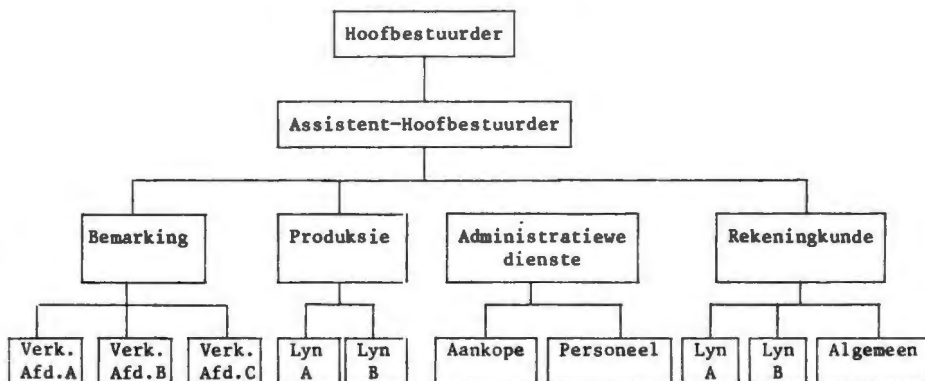 Hoofbestuurder
Assistent-Hoofbestuurder
Bemarking
Produksie
Administratiewe
dienste
Rekeningkunde
Verk.
Afd.A
Verk.
Afd.B
Verk.
Afd.C
Lyn
A
Lyn
B
Aankope
Personeel
Lyn
A
Lyn
B
Algemeen